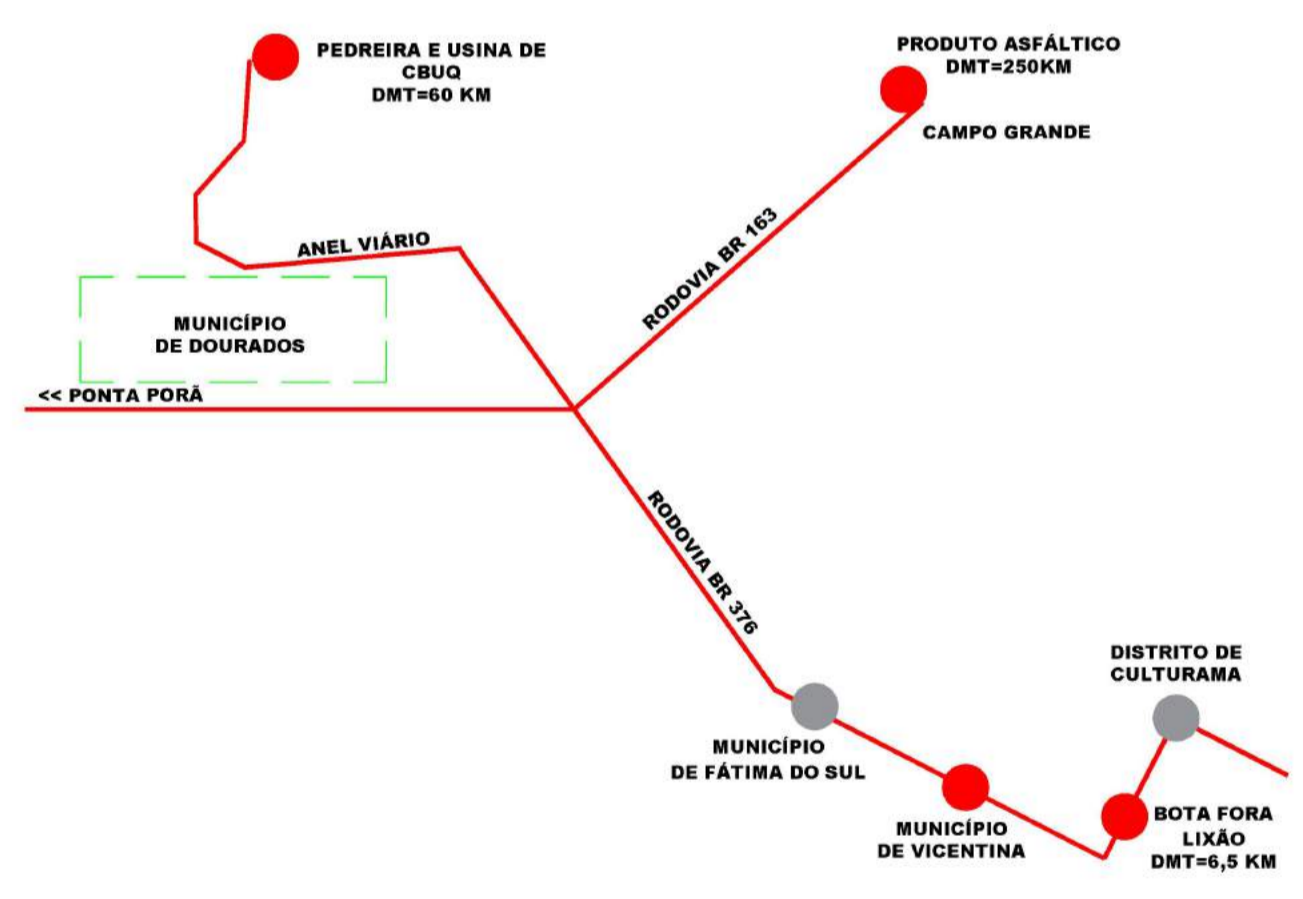 PEDREIRA E USINA DE
CBUQ
DMT=60 KM
PRODUTO ASFÁLTICO
DMT=250KM
CAMPO GRANDE
ANEL VIÁRIO
RODOVIA BR 163
MUNICÍPIO
DE DOURADOS
<< PONTA PORÃ
RODOVIA BR 376
DISTRITO DE
CULTURAMA
MUNICÍPIO
DE FÁTIMA DO SUL
MUNICÍPIO
DE VICENTINA
BOTA FORA
LIXÃO
DMT=6,5 KM